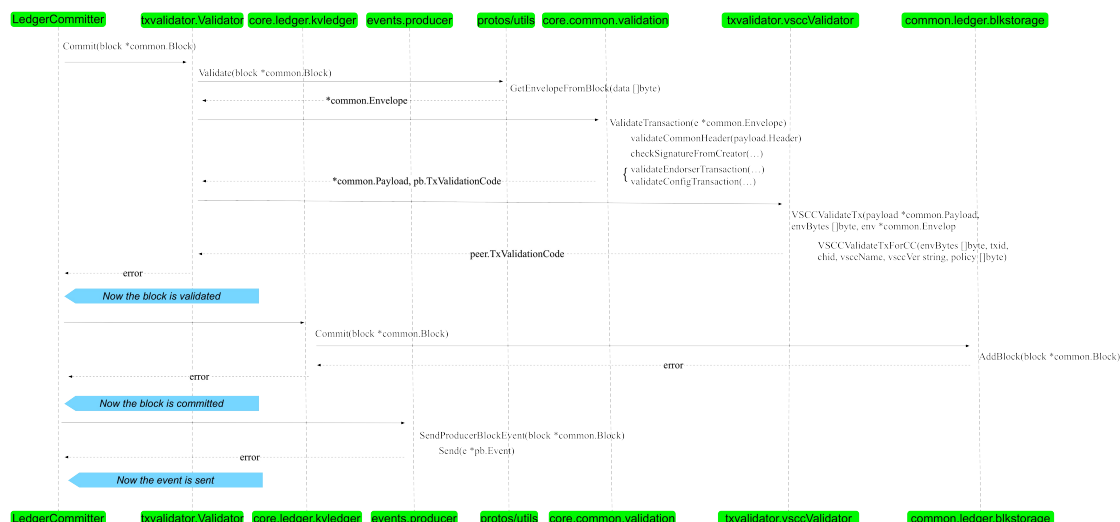 LedgerCommitter txvalidator.Validator core.ledger.kvledger events.producer protos/utils core.common.validation txvalidator.vsccValidator common.ledger.blkstorage
Commit(block *common.Block)
Validate(block *common.Block)
GetEnvelopeFromBlock(data []byte)
*common.Envelope
ValidateTransaction(e *common.Envelope)
validateCommonHeader(payload.Header)
checkSignatureFromCreator(…)
{ validateEndorserTransaction(…)
validateConfigTransaction(…)
*common.Payload, pb.TxValidationCode
VSCCValidateTx(payload *common.Payload,
envBytes []byte, env *common.Envelop
VSCCValidateTxForCC(envBytes []byte, txid,
chid, vsccName, vsccVer string, policy []byte)
peer.TxValidationCode
error
Now the block is validated
Commit(block *common.Block)
AddBlock(block *common.Block)
error
error
Now the block is committed
SendProducerBlockEvent(block *common.Block)
Send(e *pb.Event)
error
Now the event is sent
LedgerCommitter txvalidator.Validator core.ledger.kvledger events.producer protos/utils core.common.validation txvalidator.vsccValidator common.ledger.blkstorage